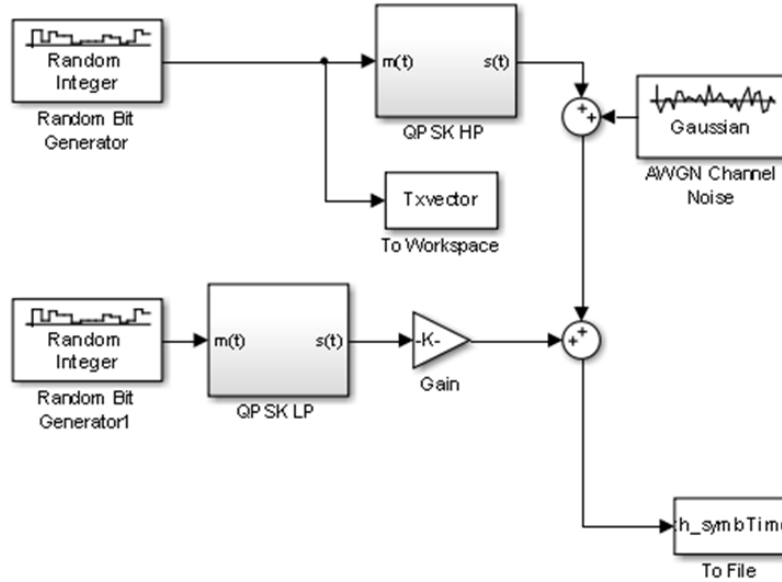 Random
Integer
Random Bit
Generator
m(t)
s(t)
QPSK HP
++
Gaussian
AWGN Channel
Noise
Txvector
To Workspace
Random
Integer
Random Bit
Generator1
m(t)
s(t)
QPSK LP
-K-
Gain
++
h_symbTime
To File